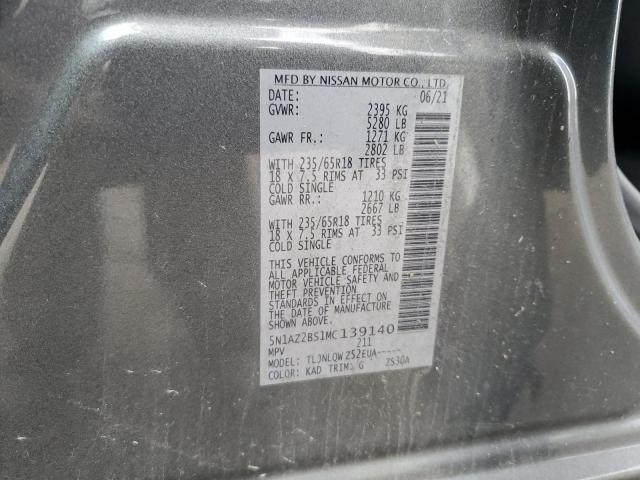 MFD BY NISSAN MOTOR CO., LTD.
DATE: 06/21
GVWR: 2395 KG
5280 LB
GAWR FR.: 1271 KG
2802 LB
WITH 235/65R18 TIRES
18 X 7.5 RIMS AT 33 PSI
COLD SINGLE
GAWR RR.: 1210 KG
2667 LB
WITH 235/65R18 TIRES
18 X 7.5 RIMS AT 33 PSI
COLD SINGLE
THIS VEHICLE CONFORMS TO
ALL APPLICABLE FEDERAL
MOTOR VEHICLE SAFETY AND
THEFT PREVENTION
STANDARDS IN EFFECT ON
THE DATE OF MANUFACTURE
SHOWN ABOVE.
5N1AZ2BS1MC139140
MPV 211
MODEL: TLJNLQW Z52EUA-----
COLOR: KAD TRIM: G ZS30A